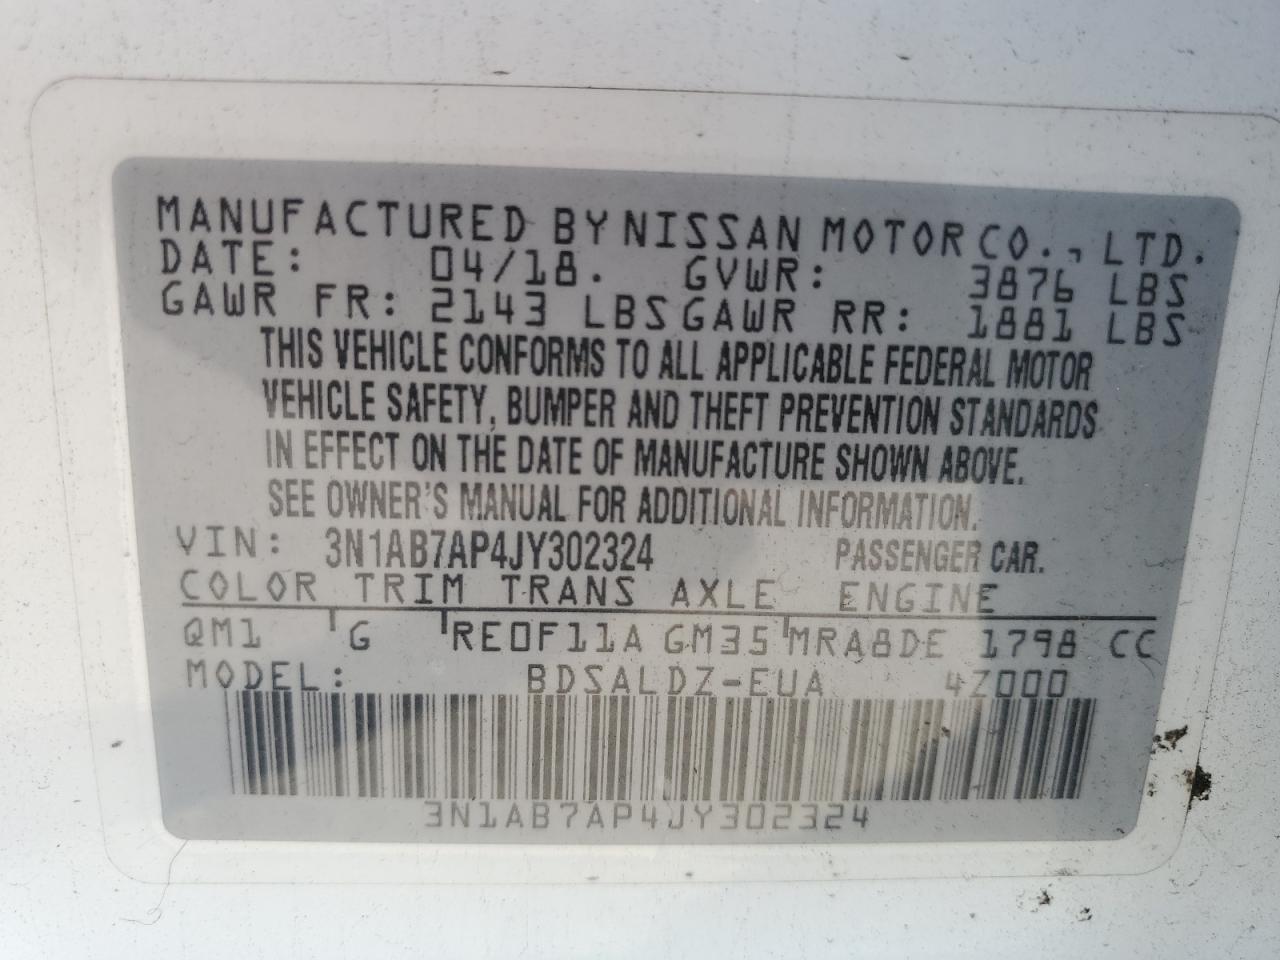 MANUFACTURED BY NISSAN MOTOR CO., LTD.
DATE: 04/18. GVWR: 3876 LBS
GAWR FR: 2143 LBS GAWR RR: 1881 LBS
THIS VEHICLE CONFORMS TO ALL APPLICABLE FEDERAL MOTOR
VEHICLE SAFETY, BUMPER AND THEFT PREVENTION STANDARDS
IN EFFECT ON THE DATE OF MANUFACTURE SHOWN ABOVE.
SEE OWNER'S MANUAL FOR ADDITIONAL INFORMATION.
VIN: 3N1AB7AP4JY302324 PASSENGER CAR.
COLOR TRIM TRANS AXLE ENGINE
QM1 G RE0F11A GM35 MRA8DE 1798 CC
MODEL: BDSALDZ-EUA 4Z000
3N1AB7AP4JY302324